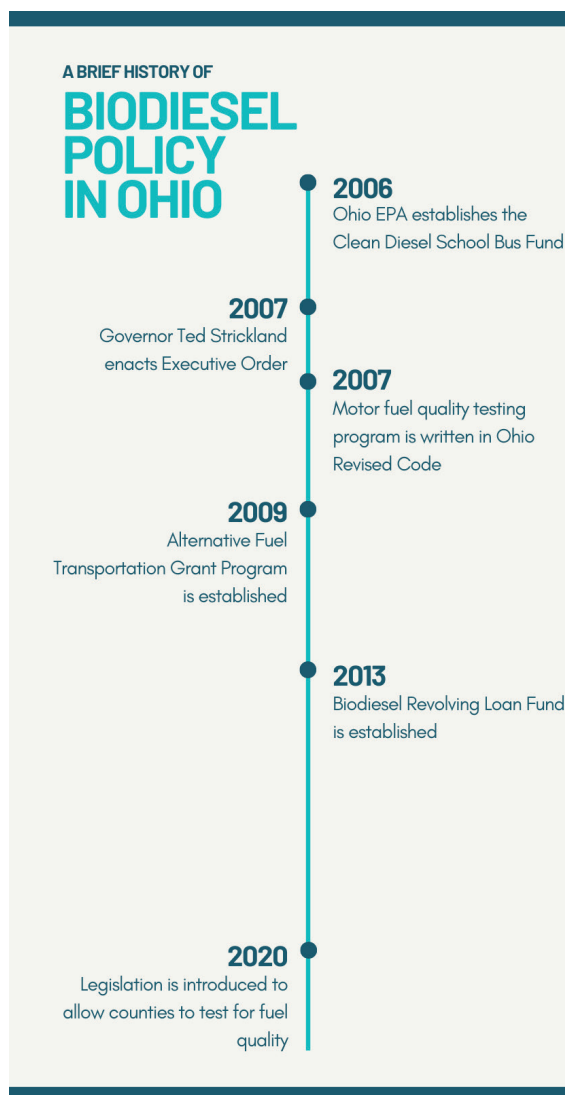 A BRIEF HISTORY OF
BIODIESEL
POLICY
IN OHIO
2006
Ohio EPA establishes the
Clean Diesel School Bus Fund
2007
Governor Ted Strickland
enacts Executive Order
2007
Motor fuel quality testing
program is written in Ohio
Revised Code
2009
Alternative Fuel
Transportation Grant Program
is established
2013
Biodiesel Revolving Loan Fund
is established
2020
Legislation is introduced to
allow counties to test for fuel
quality